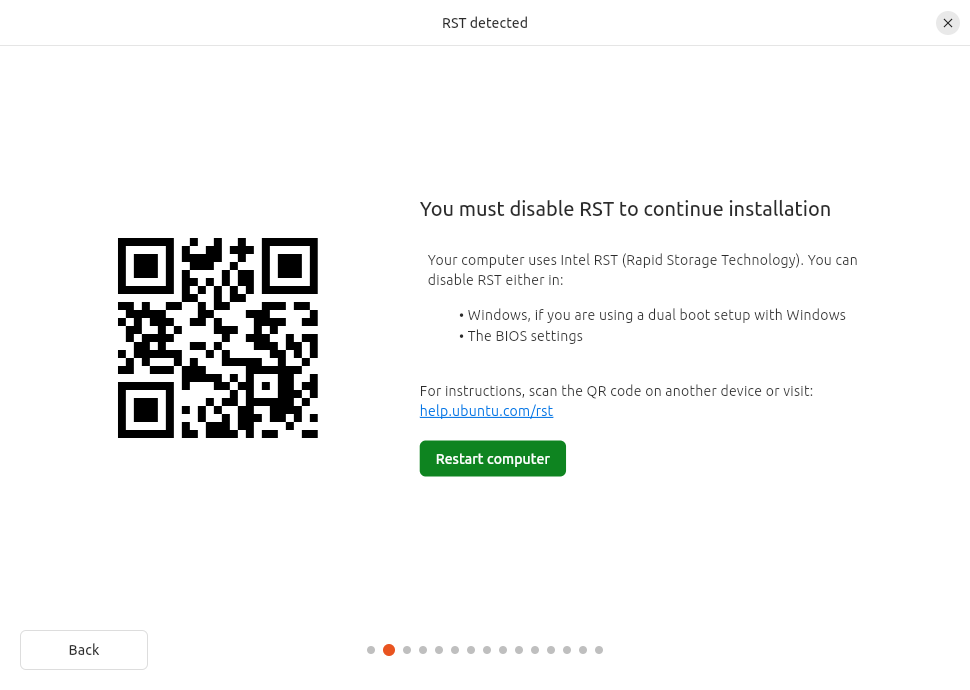 RST detected
You must disable RST to continue installation
Your computer uses Intel RST (Rapid Storage Technology). You can
disable RST either in:
• Windows, if you are using a dual boot setup with Windows
• The BIOS settings
For instructions, scan the QR code on another device or visit:
help.ubuntu.com/rst
Restart computer
Back